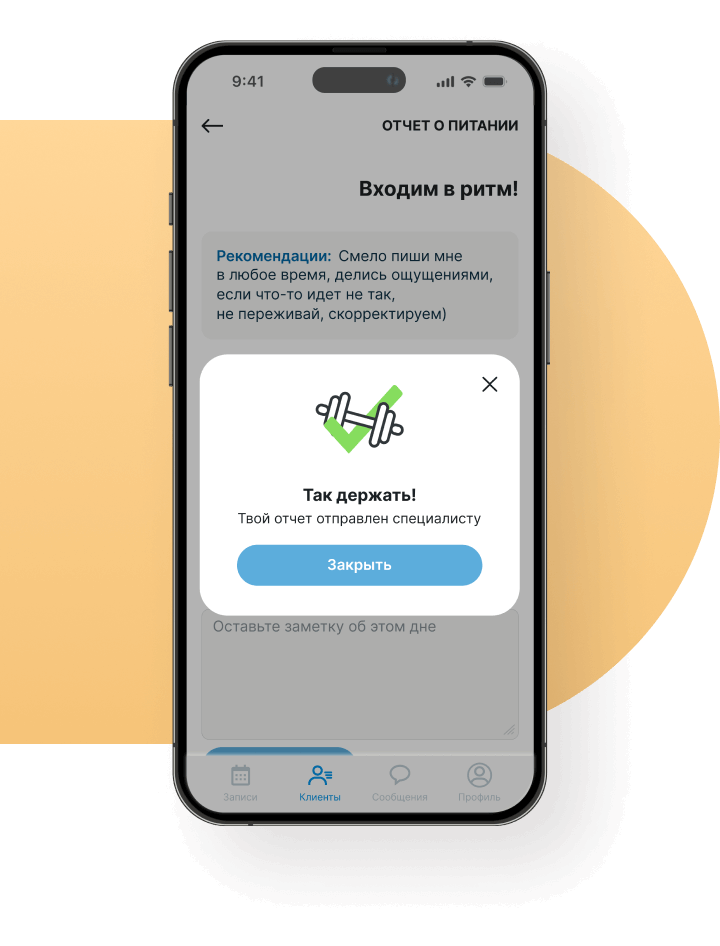 9:41
ОТЧЕТ О ПИТАНИИ
Входим в ритм!
Рекомендации: Смело пиши мне
в любое время, делись ощущениями,
если что-то идет не так,
не переживай, скорректируем)
Так держать!
Твой отчет отправлен специалисту
Закрыть
Оставьте заметку об этом дне
Записи
Клиенты
Сообщения
Профиль